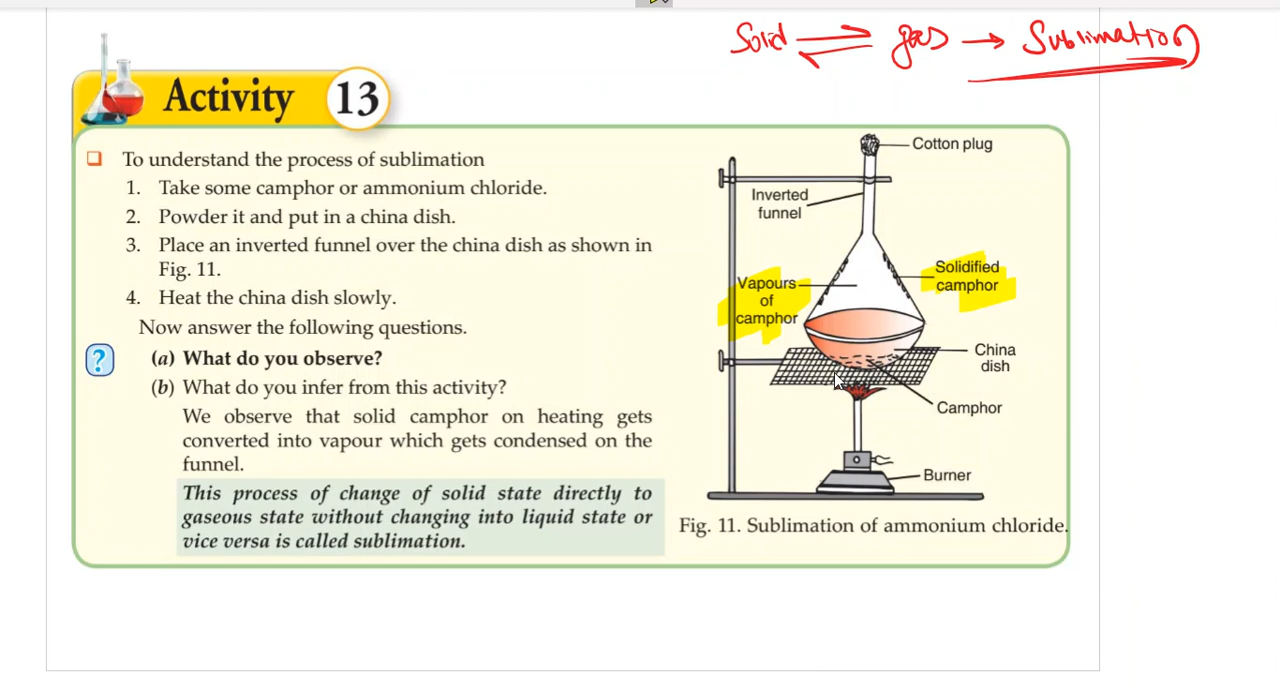 Solid ⇌ gas → Sublimation
Activity 13
To understand the process of sublimation
1. Take some camphor or ammonium chloride.
2. Powder it and put in a china dish.
3. Place an inverted funnel over the china dish as shown in
Fig. 11.
4. Heat the china dish slowly.
Now answer the following questions.
? (a) What do you observe?
(b) What do you infer from this activity?
We observe that solid camphor on heating gets
converted into vapour which gets condensed on the
funnel.
This process of change of solid state directly to
gaseous state without changing into liquid state or
vice versa is called sublimation.
Cotton plug
Inverted
funnel
Vapours
of
camphor
Solidified
camphor
China
dish
Camphor
Burner
Fig. 11. Sublimation of ammonium chloride.